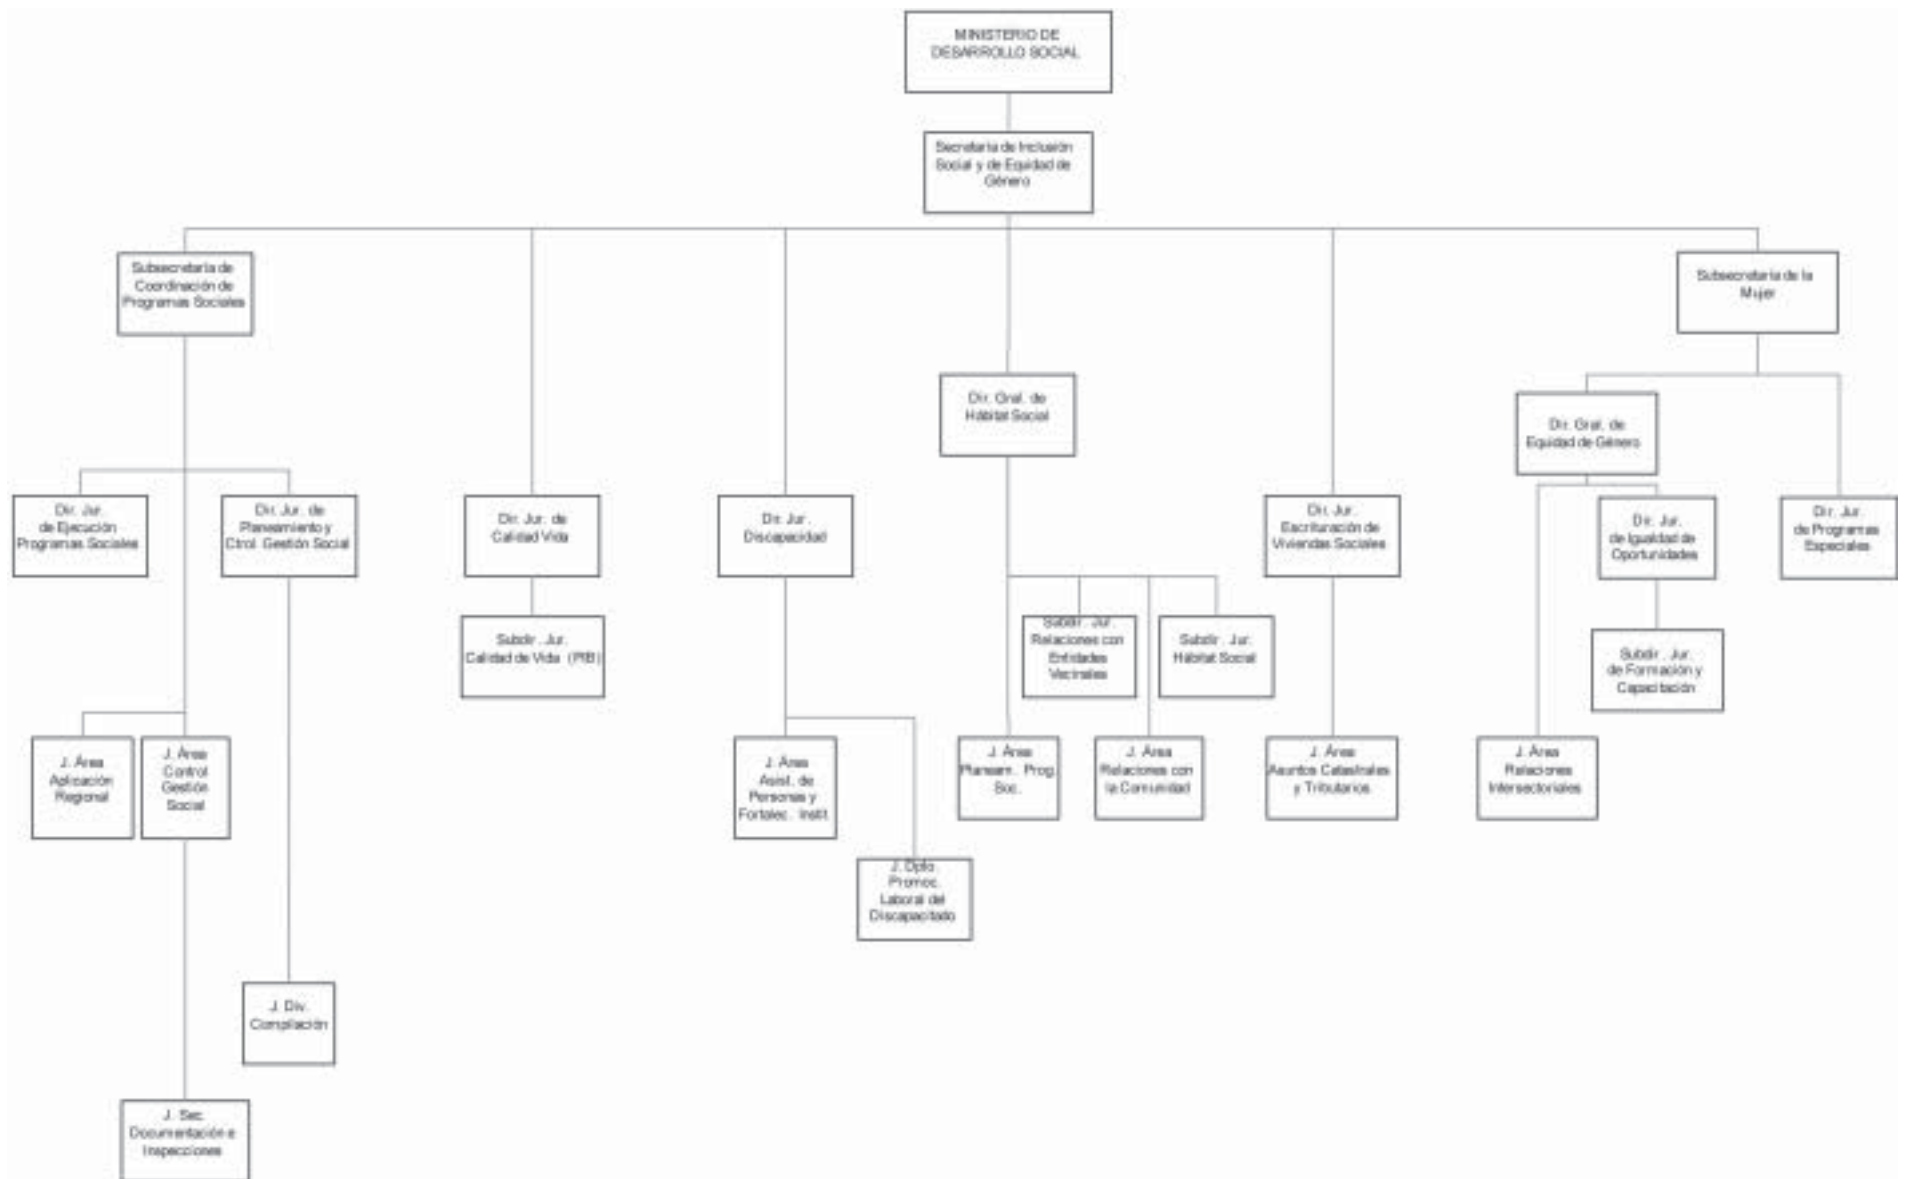 MINISTERIO DE
DESARROLLO SOCIAL
Secretaria de Inclusión
Social y de Equidad de
Género
Subsecretaría de
Coordinación de
Programas Sociales
Subsecretaría de la
Mujer
Dir. Gral. de
Hábitat Social
Dir. Gral. de
Equidad de Género
Dir. Jur.
de Ejecución
Programas Sociales
Dir. Jur. de
Planeamiento y
Ctrol. Gestión Social
Dir. Jur. de
Calidad Vida
Dir. Jur.
Discapacidad
Dir. Jur.
Escrituración de
Viviendas Sociales
Dir. Jur.
de Igualdad de
Oportunidades
Dir. Jur.
de Programas
Especiales
Subdir. Jur.
Calidad de Vida (PIB)
Subdir. Jur.
Relaciones con
Entidades
Vecinales
Subdir. Jur.
Hábitat Social
Subdir. Jur.
de Formación y
Capacitación
J. Área
Aplicación
Regional
J. Área
Control
Gestión
Social
J. Área
Asist. de
Personas y
Fortalec. Instit.
J. Área
Planeam. Prog.
Soc.
J. Área
Relaciones con
la Comunidad
J. Área
Asuntos Catastrales
y Tributarios
J. Área
Relaciones
Intersectoriales
J. Dpto.
Promoc.
Laboral del
Discapacitado
J. Div.
Compilación
J. Sec.
Documentación e
Inspecciones